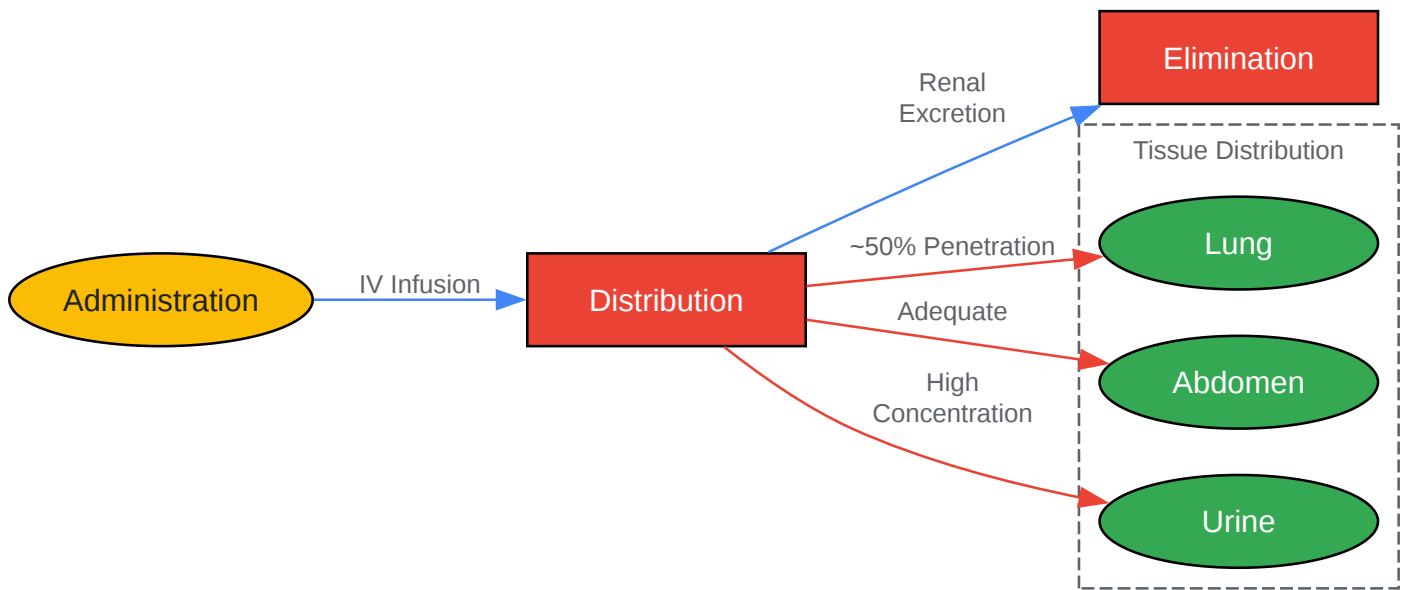 Administration
IV Infusion
Distribution
Renal
Excretion
Elimination
Tissue Distribution
~50% Penetration
Lung
Adequate
Abdomen
High
Concentration
Urine